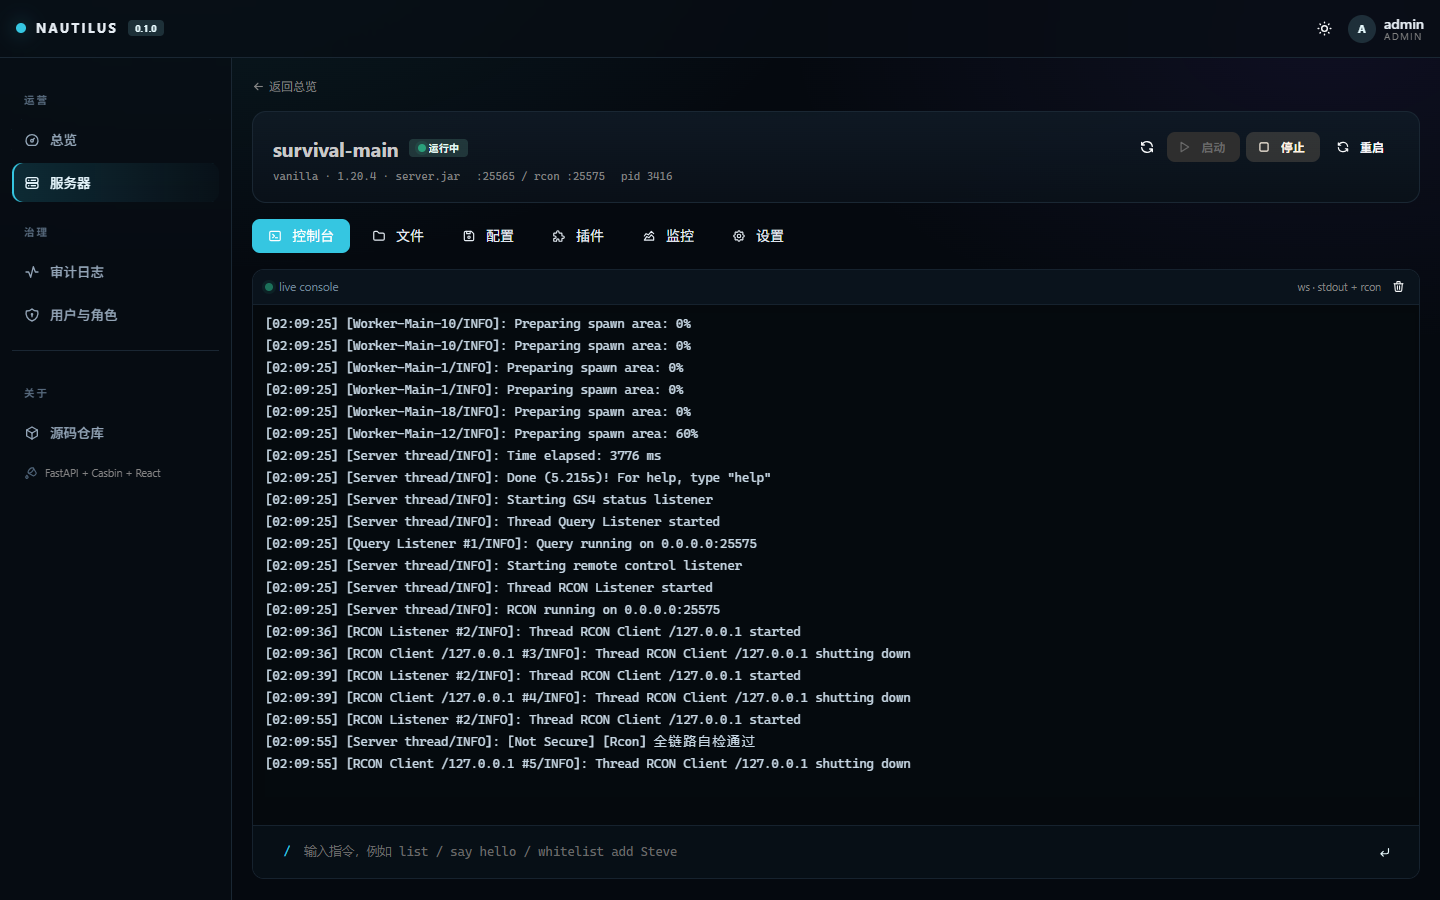 NAUTILUS 0.1.0
A admin
ADMIN
运营
总览
服务器
治理
审计日志
用户与角色
关于
源码仓库
FastAPI + Casbin + React
← 返回总览
survival-main 运行中
启动 停止 重启
vanilla · 1.20.4 · server.jar :25565 / rcon :25575 pid 3416
控制台 文件 配置 插件 监控 设置
live console ws · stdout + rcon
[02:09:25] [Worker-Main-10/INFO]: Preparing spawn area: 0%
[02:09:25] [Worker-Main-10/INFO]: Preparing spawn area: 0%
[02:09:25] [Worker-Main-1/INFO]: Preparing spawn area: 0%
[02:09:25] [Worker-Main-1/INFO]: Preparing spawn area: 0%
[02:09:25] [Worker-Main-18/INFO]: Preparing spawn area: 0%
[02:09:25] [Worker-Main-12/INFO]: Preparing spawn area: 60%
[02:09:25] [Server thread/INFO]: Time elapsed: 3776 ms
[02:09:25] [Server thread/INFO]: Done (5.215s)! For help, type "help"
[02:09:25] [Server thread/INFO]: Starting GS4 status listener
[02:09:25] [Server thread/INFO]: Thread Query Listener started
[02:09:25] [Query Listener #1/INFO]: Query running on 0.0.0.0:25575
[02:09:25] [Server thread/INFO]: Starting remote control listener
[02:09:25] [Server thread/INFO]: Thread RCON Listener started
[02:09:25] [Server thread/INFO]: RCON running on 0.0.0.0:25575
[02:09:36] [RCON Listener #2/INFO]: Thread RCON Client /127.0.0.1 started
[02:09:36] [RCON Client /127.0.0.1 #3/INFO]: Thread RCON Client /127.0.0.1 shutting down
[02:09:39] [RCON Listener #2/INFO]: Thread RCON Client /127.0.0.1 started
[02:09:39] [RCON Client /127.0.0.1 #4/INFO]: Thread RCON Client /127.0.0.1 shutting down
[02:09:55] [RCON Listener #2/INFO]: Thread RCON Client /127.0.0.1 started
[02:09:55] [Server thread/INFO]: [Not Secure] [Rcon] 全链路自检通过
[02:09:55] [RCON Client /127.0.0.1 #5/INFO]: Thread RCON Client /127.0.0.1 shutting down
/ 输入指令，例如 list / say hello / whitelist add Steve